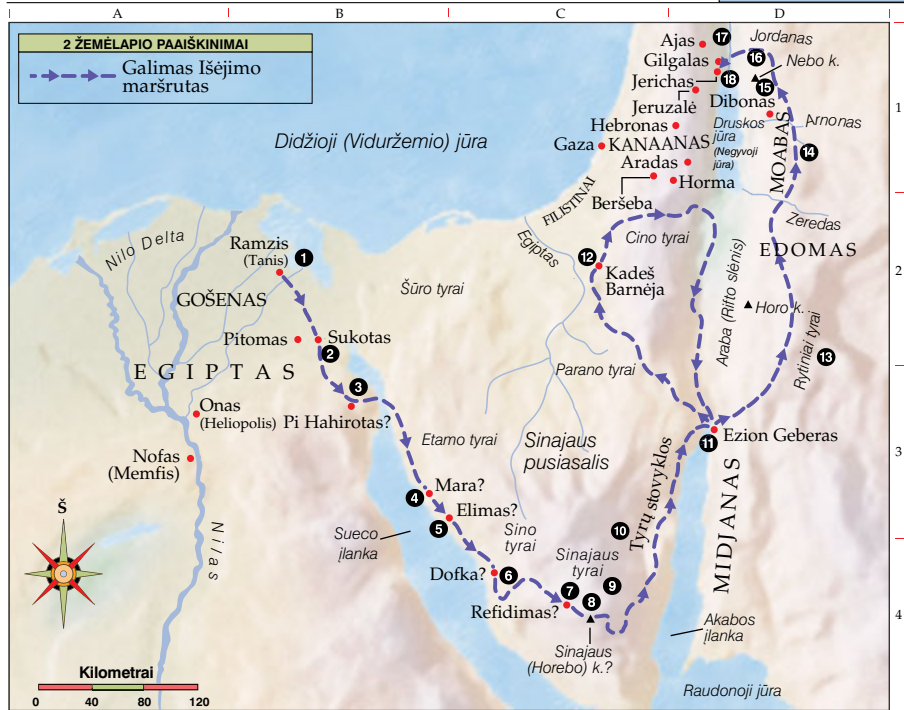 A
B
C
D
2 ŽEMĖLAPIO PAAIŠKINIMAI
Galimas Išėjimo
maršrutas
Didžioji (Viduržemio) jūra
Ajas
17
Jordanas
Gilgalas
16
Nebo k.
Jerichas
18
15
Jeruzalė
Dibonas
1
Hebronas
Druskos
jūra
(Negyvoji
jūra)
Arnonas
Gaza
KANAANAS
MOABAS
14
Aradas
Horma
Beršeba
FILISTINAI
Zeredas
Nilo Delta
Ramzis
(Tanis)
1
Egiptas
Cino tyrai
EDOMAS
12
Kadeš
Barnėja
2
GOŠENAS
Šūro tyrai
Araba (Rifto slėnis)
Horo k.
Pitomas
Sukotas
2
Rytiniai tyrai
13
EGIPTAS
3
Parano tyrai
Onas
(Heliopolis)
Pi Hahirotas?
Etamo tyrai
Sinajaus
pusiasalis
11
Ezion Geberas
3
Nofas
(Memfis)
Mara?
4
Elimas?
5
Tyrų stovyklos
MIDJANAS
Š
Nilas
Sueco
įlanka
Sino
tyrai
10
Sinajaus
tyrai
Dofka?
6
7
8
9
Refidimas?
4
Akabos
įlanka
Sinajaus
(Horebo) k.?
Kilometrai
0
40
80
120
Raudonoji jūra